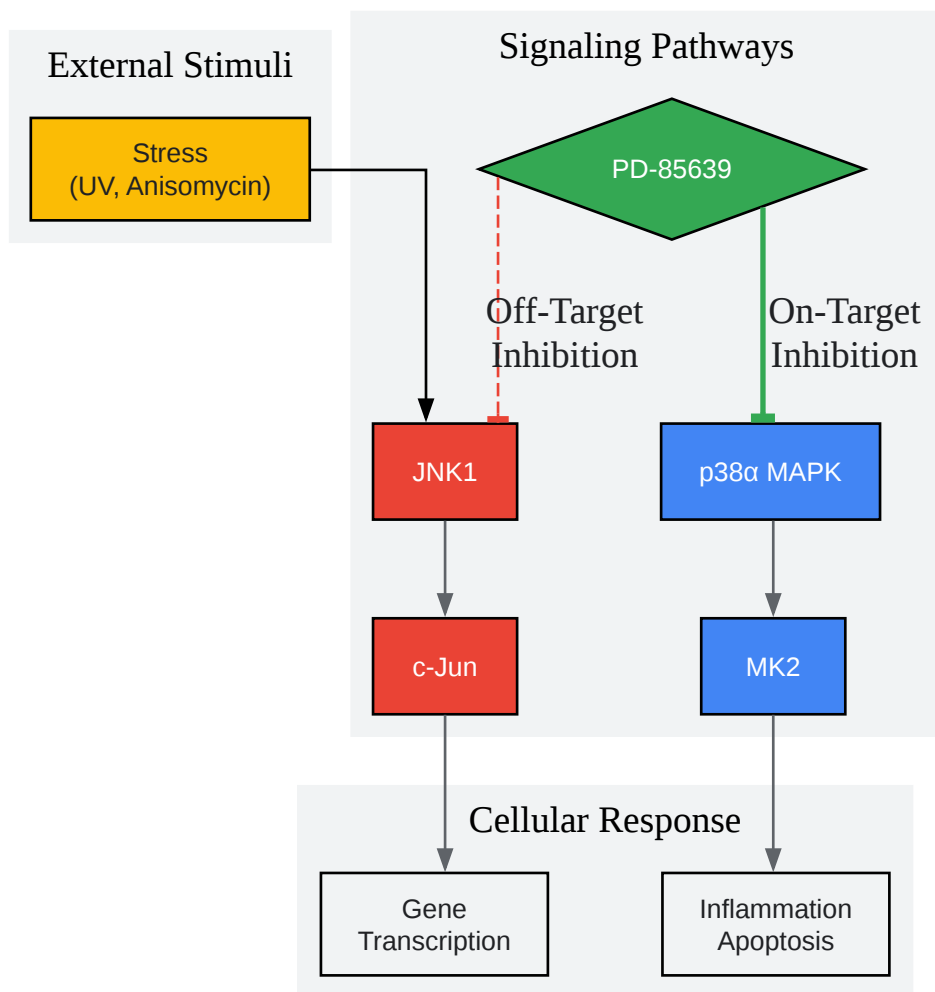 External Stimuli
Stress
(UV, Anisomycin)
Signaling Pathways
PD-85639
Off-Target
Inhibition
On-Target
Inhibition
JNK1
p38α MAPK
c-Jun
MK2
Cellular Response
Gene
Transcription
Inflammation
Apoptosis